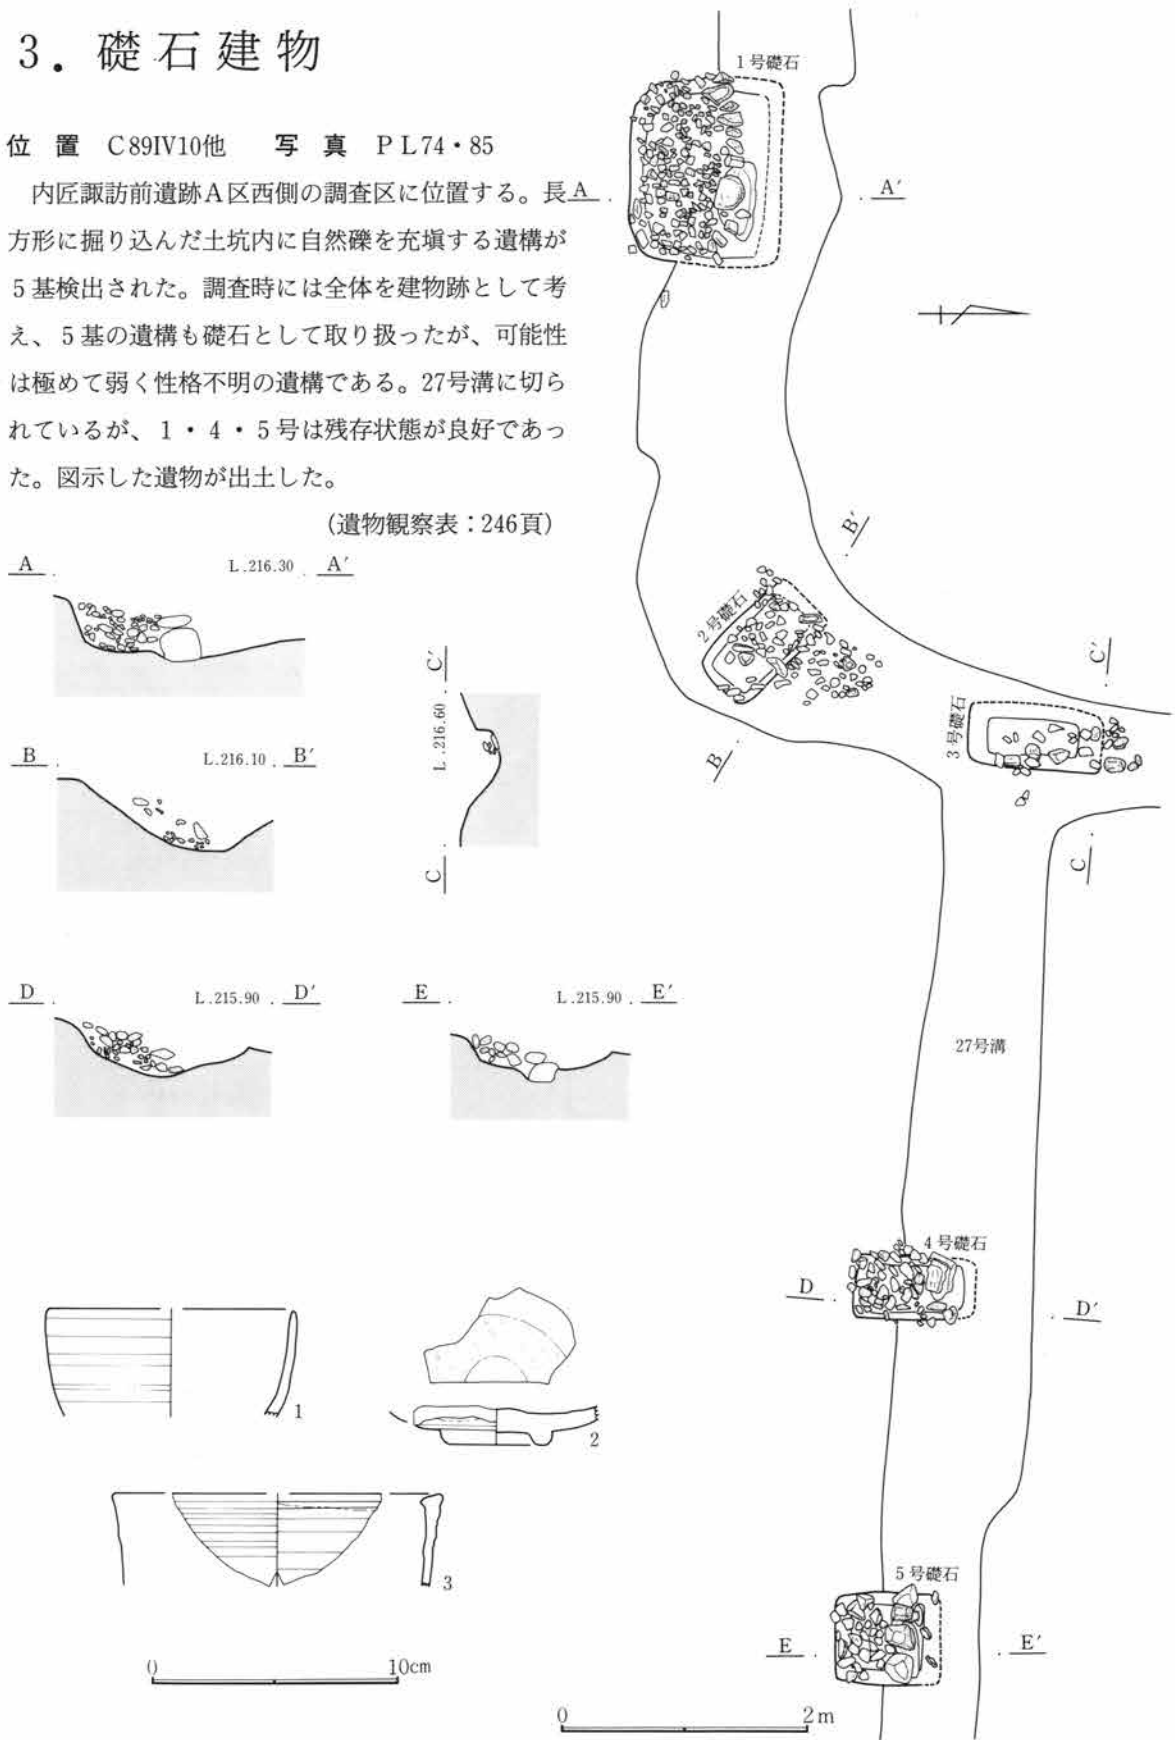 3．礎石建物
位　置　C89Ⅳ10他　　写　真　PL74・85
内匠諏訪前遺跡A区西側の調査区に位置する。長
方形に掘り込んだ土坑内に自然礫を充塡する遺構が
5基検出された。調査時には全体を建物跡として考
え、5基の遺構も礎石として取り扱ったが、可能性
は極めて弱く性格不明の遺構である。27号溝に切ら
れているが、1・4・5号は残存状態が良好であっ
た。図示した遺物が出土した。
（遺物観察表：246頁）
A　L.216.30　A′
B　L.216.10　B′
C　L.216.60　C′
D　L.215.90　D′
E　L.215.90　E′
1
2
3
0　10cm
1号礎石
A　A′
B′
2号礎石
B
C′
3号礎石
C
27号溝
4号礎石
D　D′
5号礎石
E　E′
0　2m